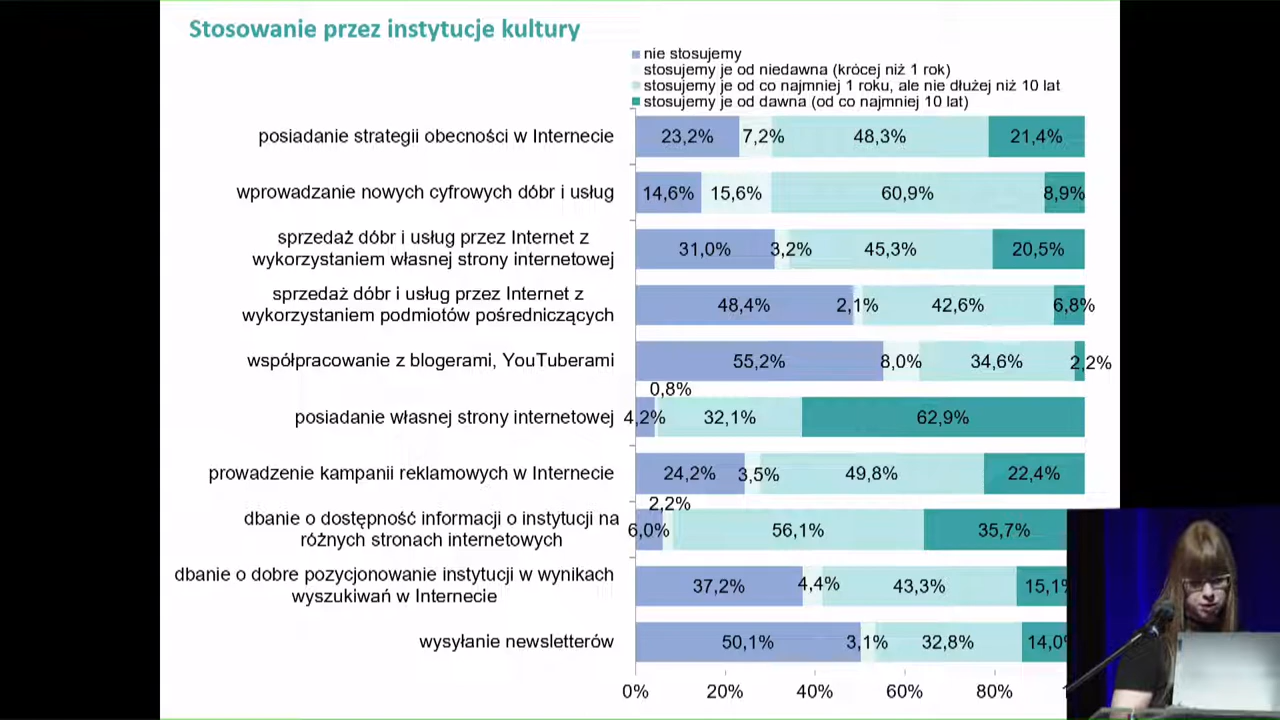 Stosowanie przez instytucje kultury
nie stosujemy
stosujemy je od niedawna (krócej niż 1 rok)
stosujemy je od co najmniej 1 roku, ale nie dłużej niż 10 lat
stosujemy je od dawna (od co najmniej 10 lat)
posiadanie strategii obecności w Internecie
23,2% 7,2% 48,3% 21,4%
wprowadzanie nowych cyfrowych dóbr i usług
14,6% 15,6% 60,9% 8,9%
sprzedaż dóbr i usług przez Internet z
wykorzystaniem własnej strony internetowej
31,0% 3,2% 45,3% 20,5%
sprzedaż dóbr i usług przez Internet z
wykorzystaniem podmiotów pośredniczących
48,4% 2,1% 42,6% 6,8%
współpracowanie z blogerami, YouTuberami
55,2% 8,0% 34,6% 2,2%
0,8%
posiadanie własnej strony internetowej
4,2% 32,1% 62,9%
prowadzenie kampanii reklamowych w Internecie
24,2% 3,5% 49,8% 22,4%
2,2%
dbanie o dostępność informacji o instytucji na
różnych stronach internetowych
6,0% 56,1% 35,7%
dbanie o dobre pozycjonowanie instytucji w wynikach
wyszukiwań w Internecie
37,2% 4,4% 43,3% 15,1%
wysyłanie newsletterów
50,1% 3,1% 32,8% 14,0
0% 20% 40% 60% 80%